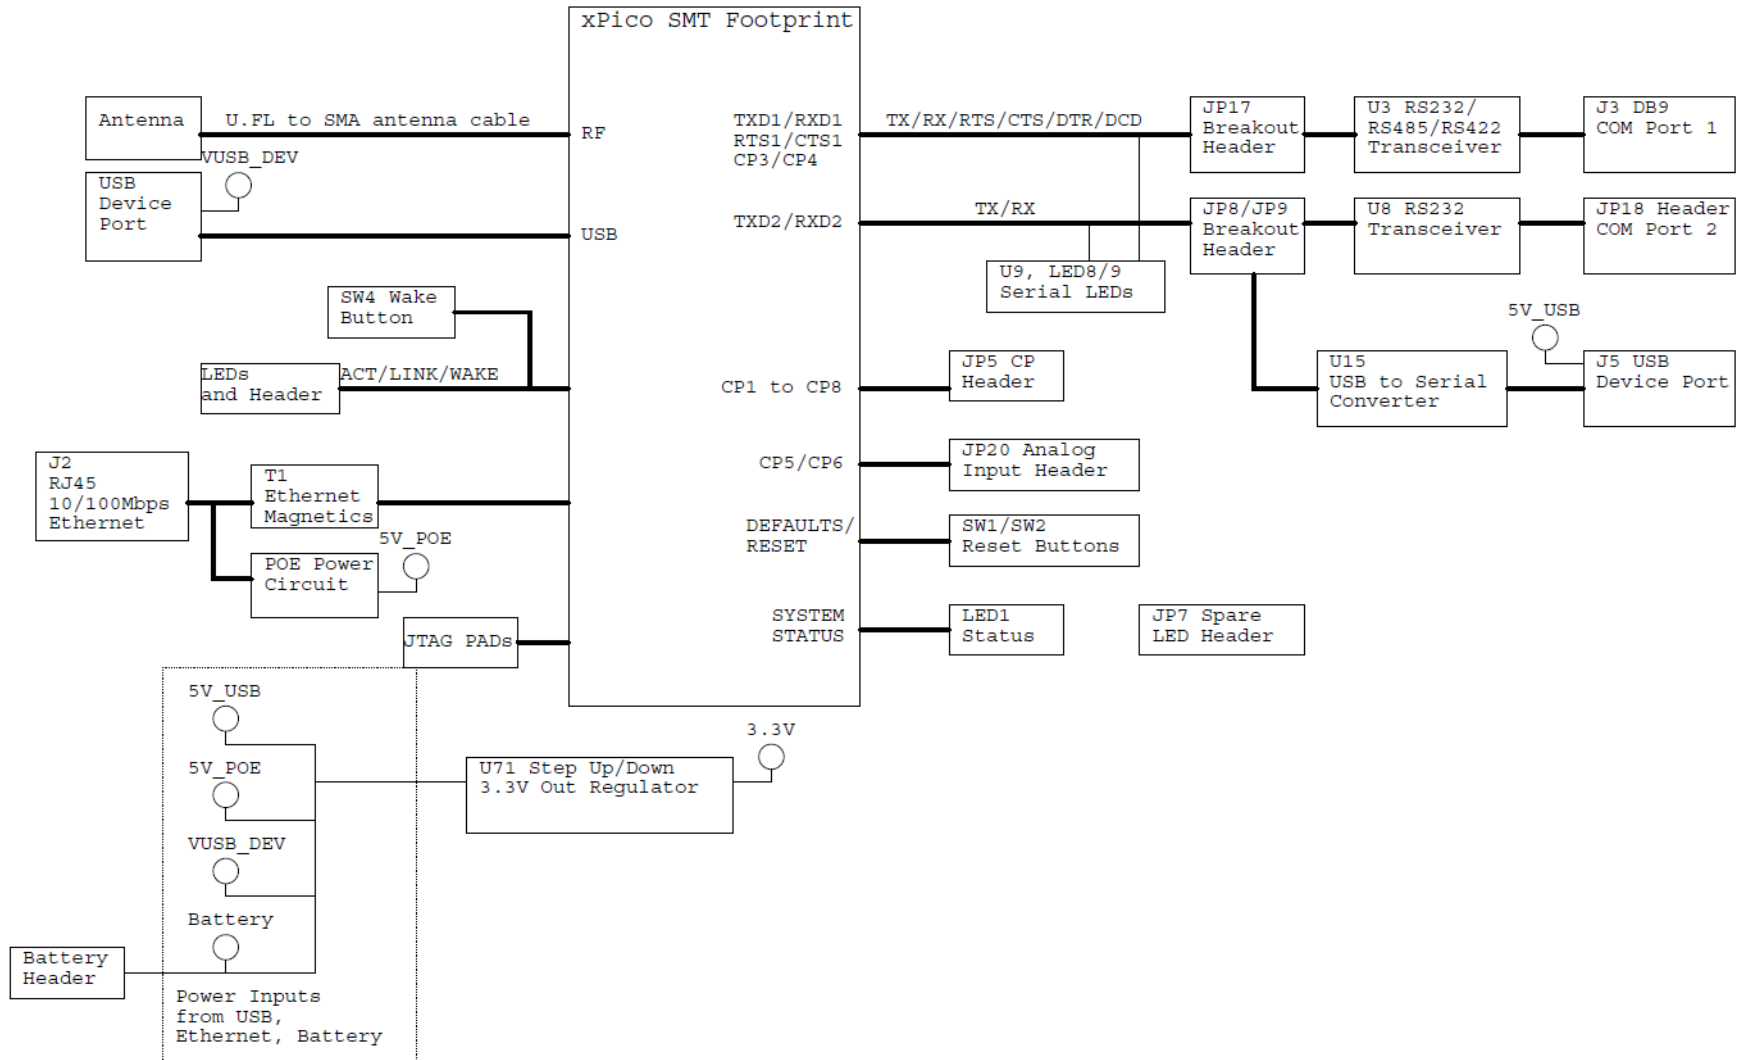 xPico SMT Footprint
Antenna
U.FL to SMA antenna cable
RF
VUSB_DEV
USB
Device
Port
USB
SW4 Wake
Button
LEDs
and Header
ACT/LINK/WAKE
J2
RJ45
10/100Mbps
Ethernet
T1
Ethernet
Magnetics
POE Power
Circuit
5V_POE
JTAG PADs
TXD1/RXD1
RTS1/CTS1
CP3/CP4
TX/RX/RTS/CTS/DTR/DCD
JP17
Breakout
Header
U3 RS232/
RS485/RS422
Transceiver
J3 DB9
COM Port 1
TXD2/RXD2
TX/RX
JP8/JP9
Breakout
Header
U8 RS232
Transceiver
JP18 Header
COM Port 2
U9, LED8/9
Serial LEDs
5V_USB
U15
USB to Serial
Converter
J5 USB
Device Port
CP1 to CP8
JP5 CP
Header
CP5/CP6
JP20 Analog
Input Header
DEFAULTS/
RESET
SW1/SW2
Reset Buttons
SYSTEM
STATUS
LED1
Status
JP7 Spare
LED Header
5V_USB
5V_POE
VUSB_DEV
Battery
Battery
Header
Power Inputs
from USB,
Ethernet, Battery
U71 Step Up/Down
3.3V Out Regulator
3.3V